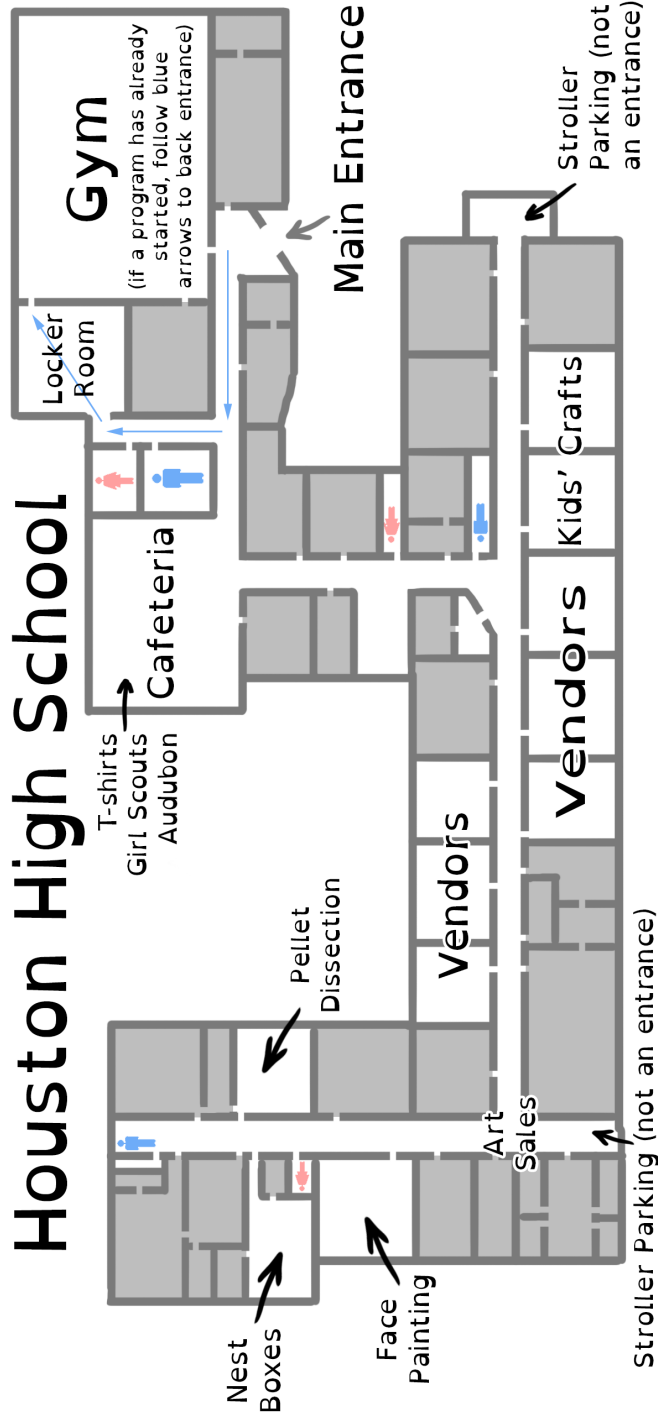 Houston High School
Gym
(if a program has already
started, follow blue
arrows to back entrance)
Locker
Room
Main Entrance
Stroller
Parking (not
an entrance)
Cafeteria
T-shirts
Girl Scouts
Audubon
Kids' Crafts
Vendors
Vendors
Pellet
Dissection
Art
Sales
Nest
Boxes
Face
Painting
Stroller Parking (not an entrance)